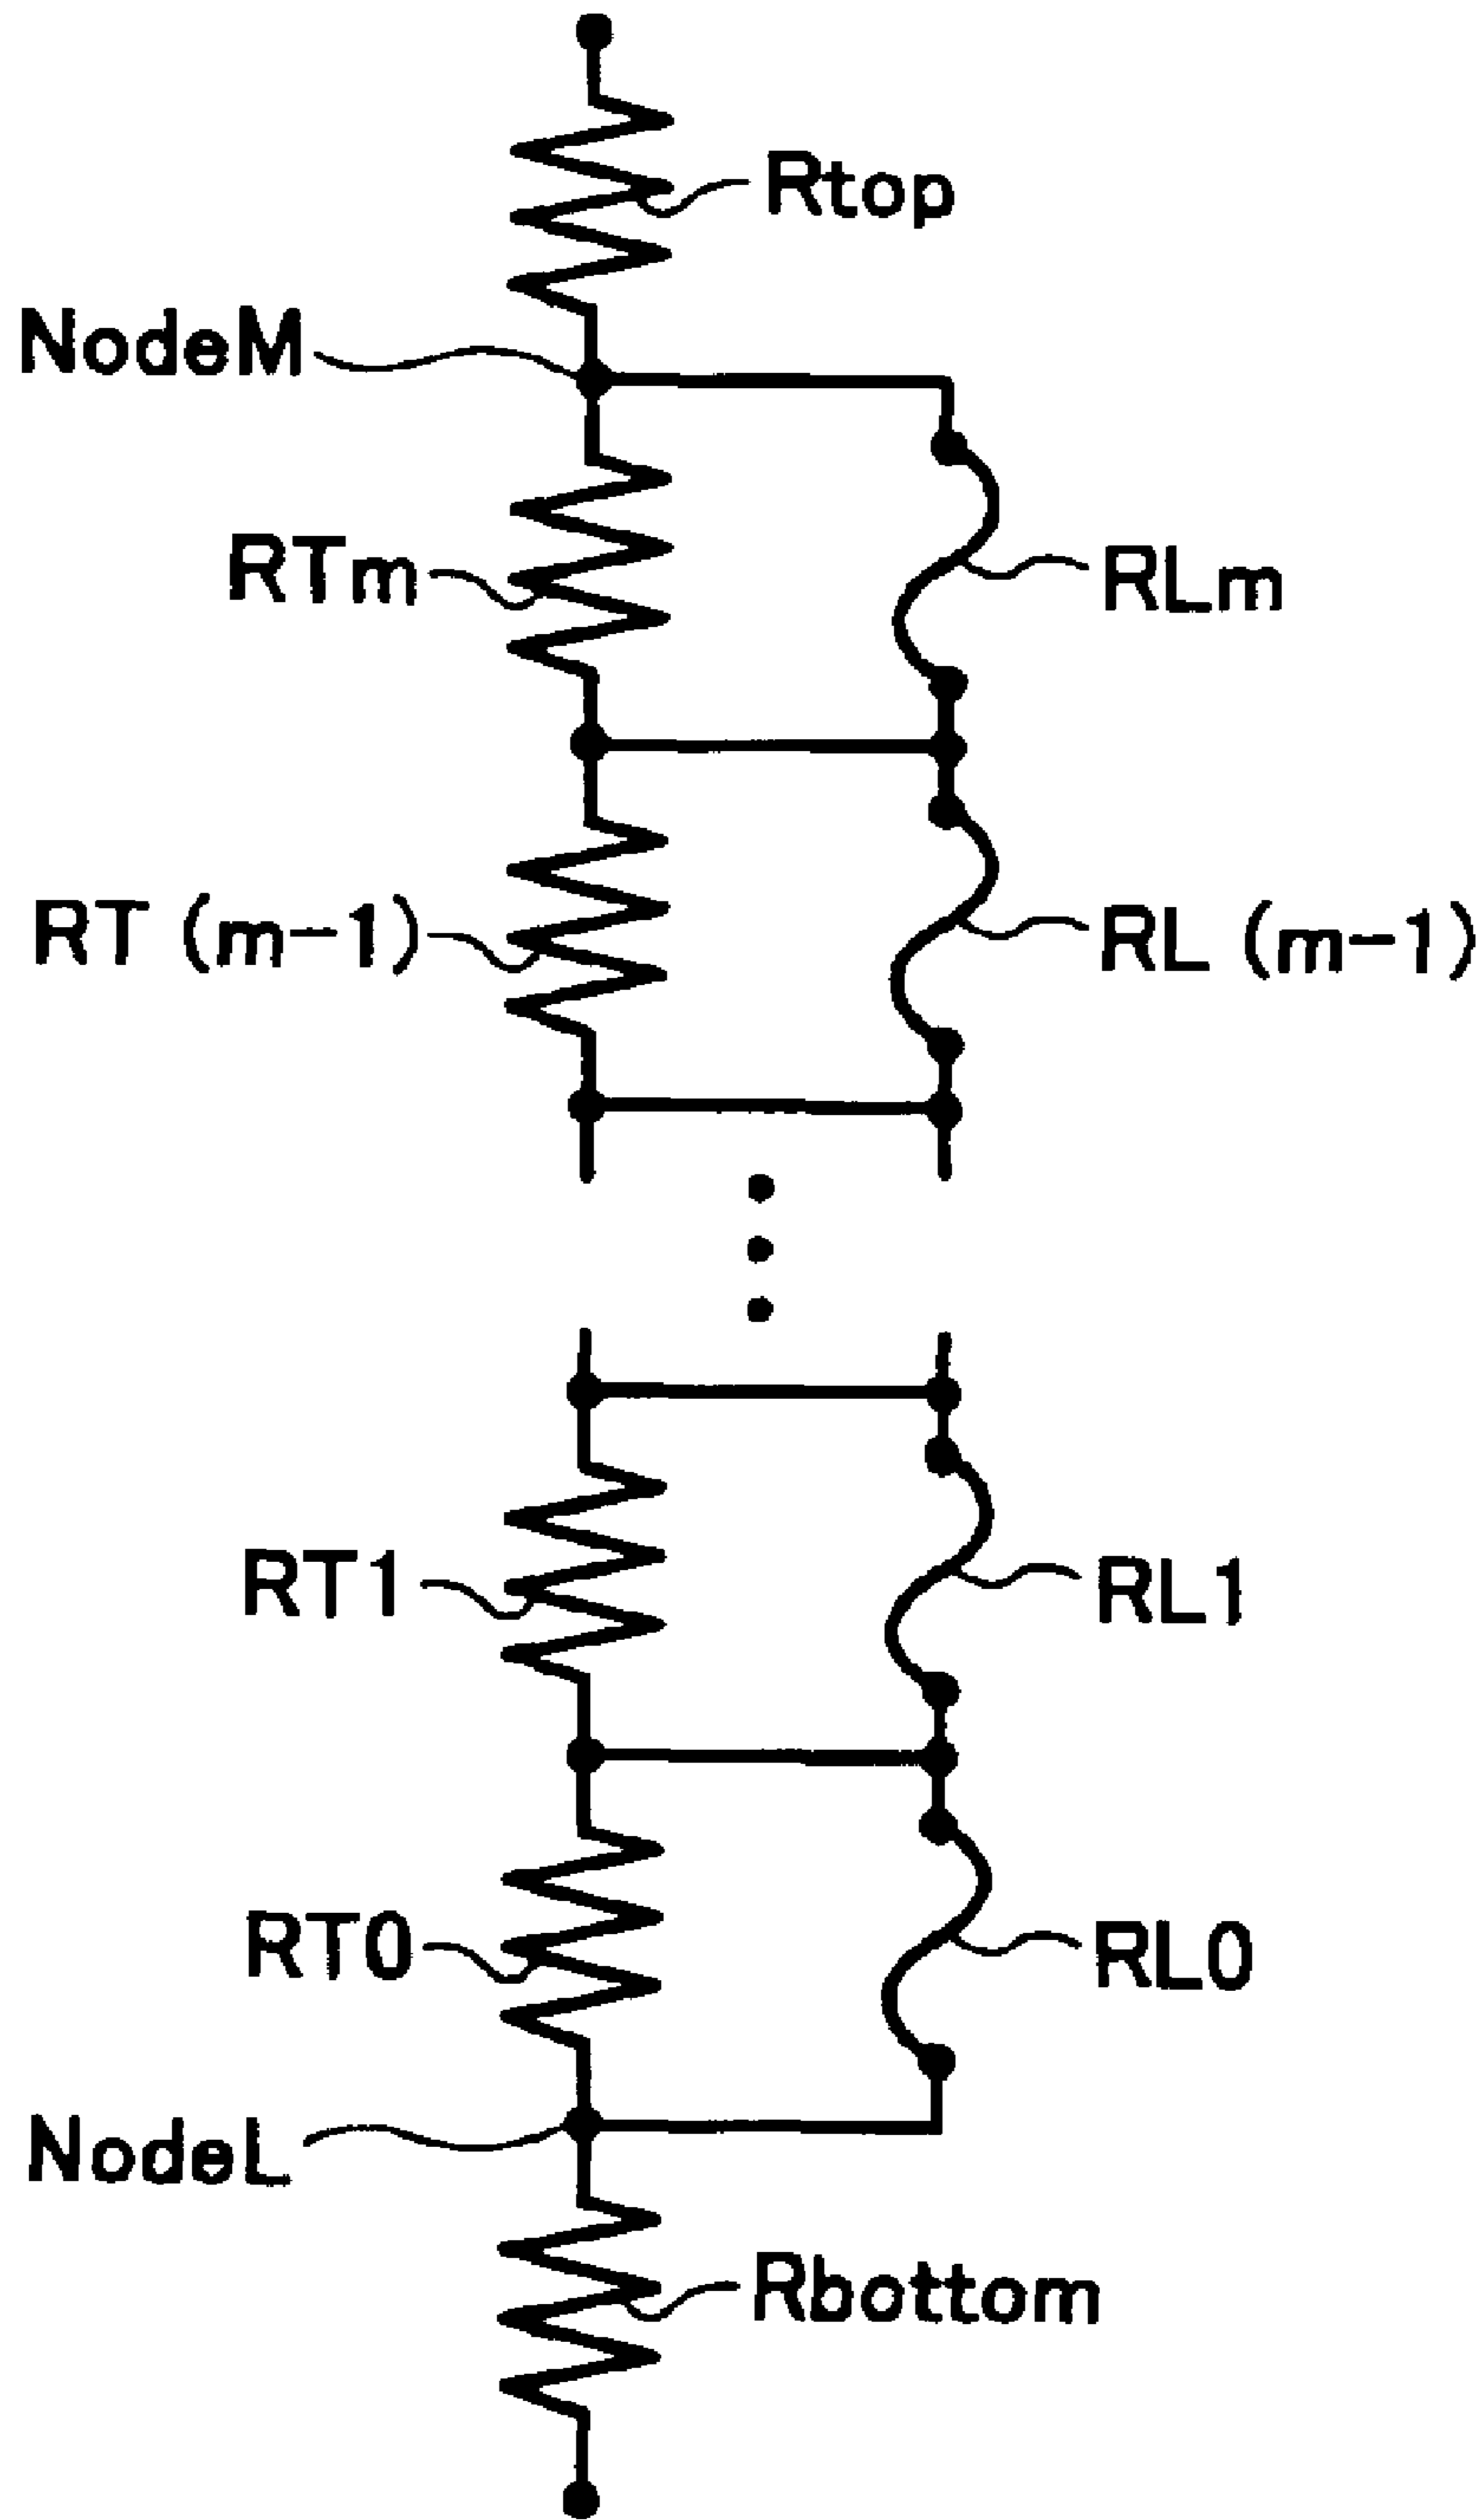 Rtop
NodeM
RTm
RLm
RT (m-1)
RL (m-1)
RT1
RL1
RT0
RL0
NodeL
Rbottom